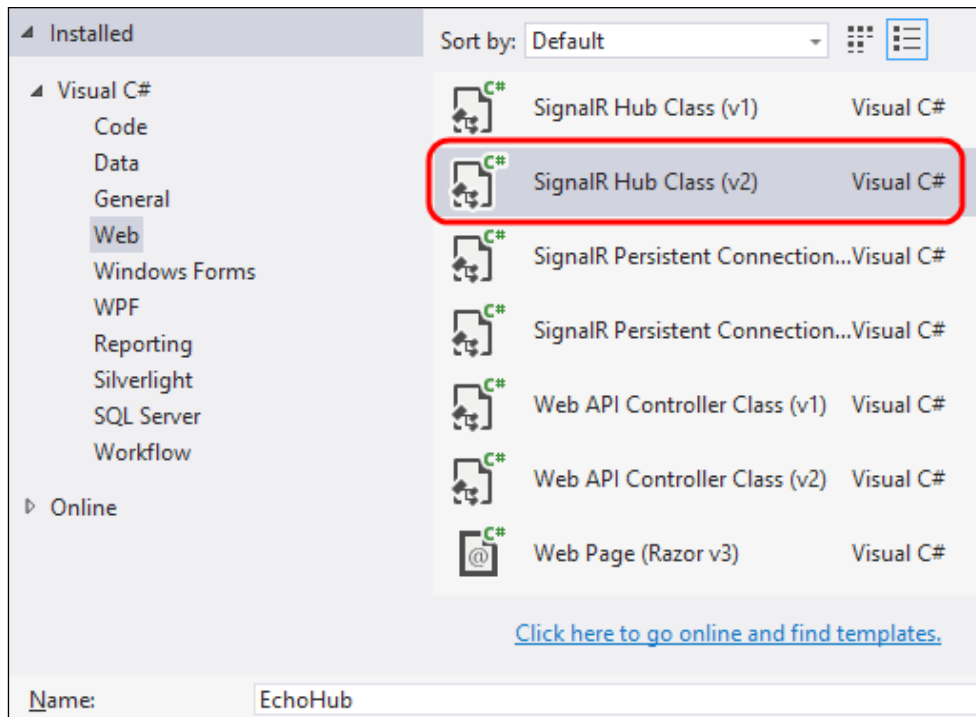 Installed
Visual C#
Code
Data
General
Web
Windows Forms
WPF
Reporting
Silverlight
SQL Server
Workflow
Online
Sort by: Default
C# SignalR Hub Class (v1) Visual C#
C# SignalR Hub Class (v2) Visual C#
C# SignalR Persistent Connection...Visual C#
C# SignalR Persistent Connection...Visual C#
C# Web API Controller Class (v1) Visual C#
C# Web API Controller Class (v2) Visual C#
C# @ Web Page (Razor v3) Visual C#
Click here to go online and find templates.
Name: EchoHub